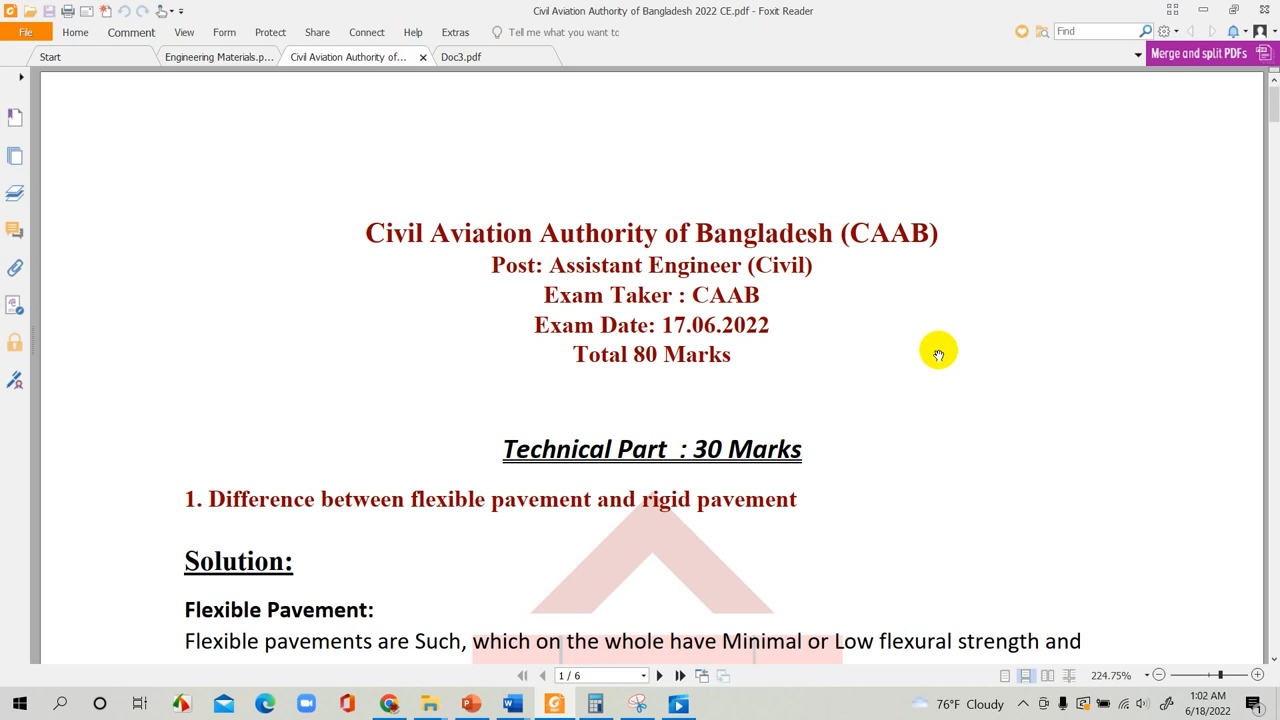 Civil Aviation Authority of Bangladesh 2022 CE.pdf - Foxit Reader
File Home Comment View Form Protect Share Connect Help Extras Tell me what you want to Find
Start Engineering Materials.p... Civil Aviation Authority of... Doc3.pdf Merge and split PDFs
Civil Aviation Authority of Bangladesh (CAAB)
Post: Assistant Engineer (Civil)
Exam Taker : CAAB
Exam Date: 17.06.2022
Total 80 Marks
Technical Part : 30 Marks
1. Difference between flexible pavement and rigid pavement
Solution:
Flexible Pavement:
Flexible pavements are Such, which on the whole have Minimal or Low flexural strength and
1 / 6 224.75%
76°F Cloudy 1:02 AM
6/18/2022